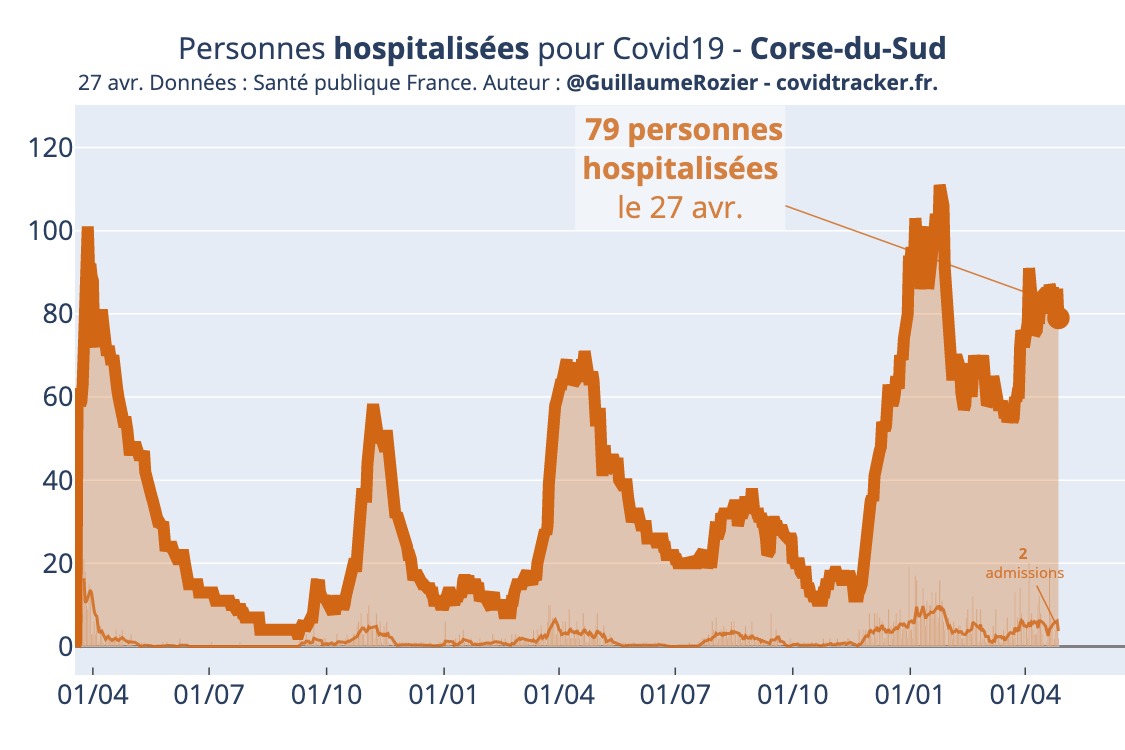 Personnes hospitalisées pour Covid19 - Corse-du-Sud
27 avr. Données : Santé publique France. Auteur : @GuillaumeRozier - covidtracker.fr.
79 personnes
hospitalisées
le 27 avr.
120
100
80
60
40
20
0
2
admissions
01/04 01/07 01/10 01/01 01/04 01/07 01/10 01/01 01/04